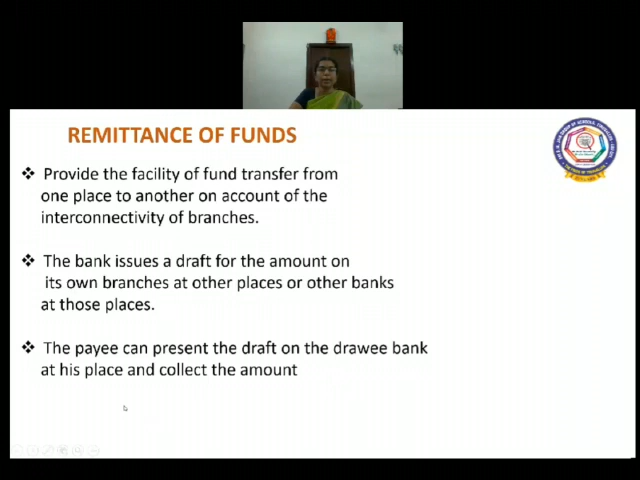 REMITTANCE OF FUNDS
❖ Provide the facility of fund transfer from
one place to another on account of the
interconnectivity of branches.
❖ The bank issues a draft for the amount on
its own branches at other places or other banks
at those places.
❖ The payee can present the draft on the drawee bank
at his place and collect the amount